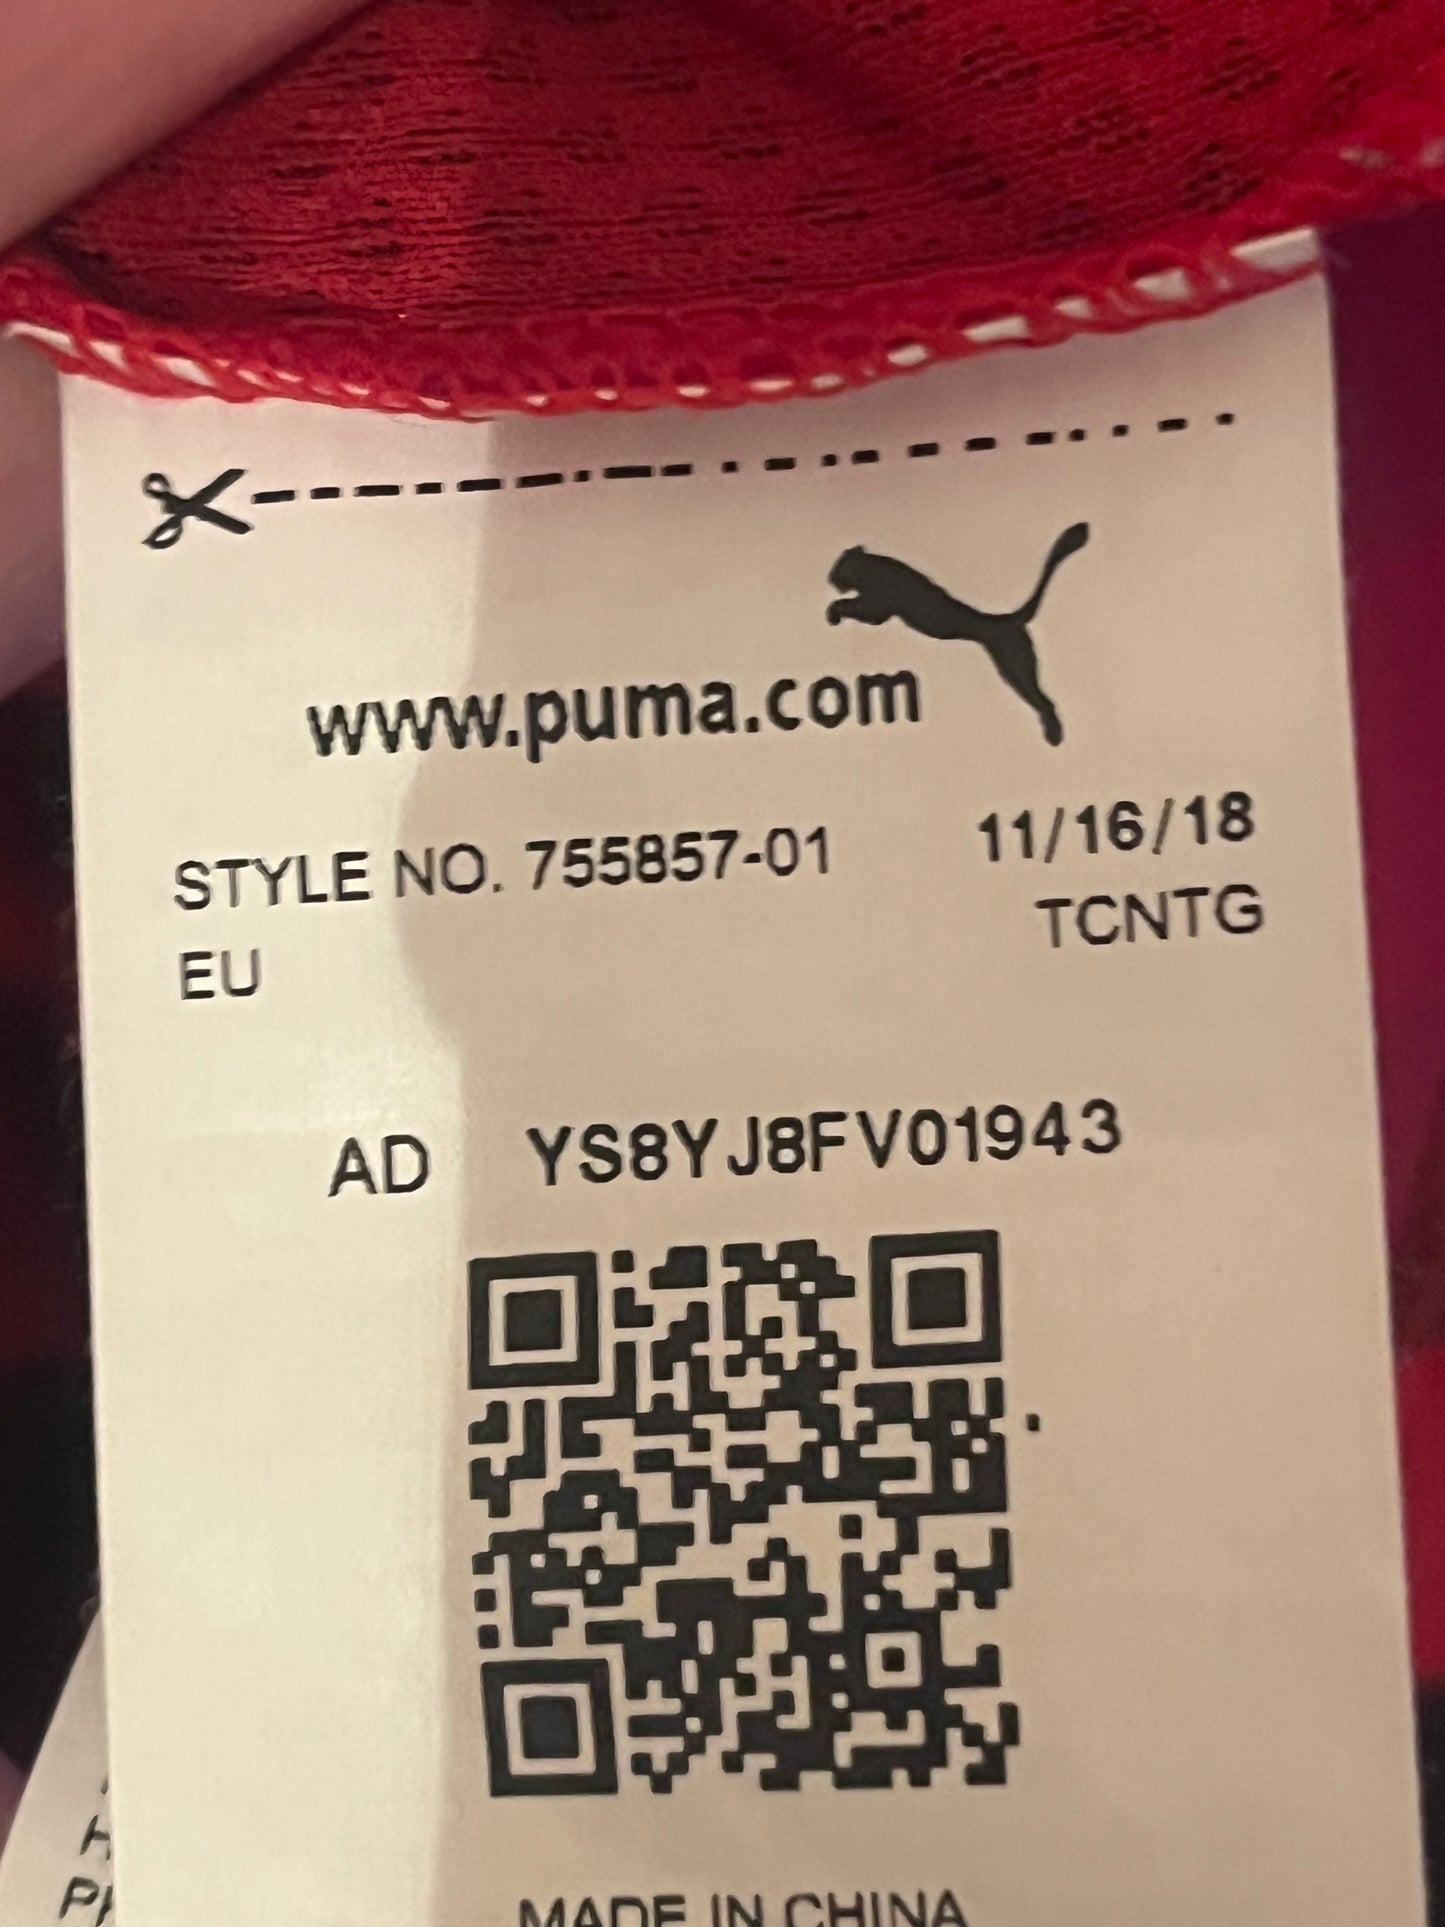 www.puma.com
STYLE NO. 755857-01 11/16/18
EU TCNTG
AD YS8YJ8FV01943
MADE IN CHINA